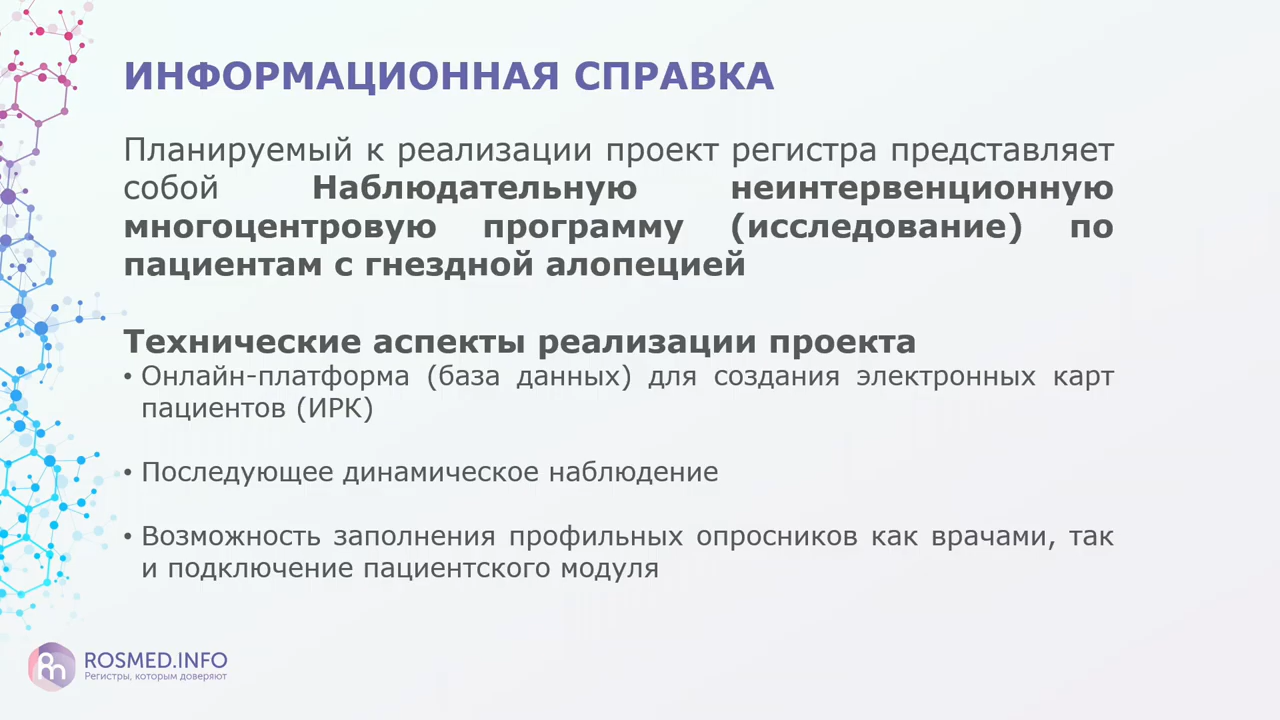 ИНФОРМАЦИОННАЯ СПРАВКА
Планируемый к реализации проект регистра представляет
собой Наблюдательную неинтервенционную
многоцентровую программу (исследование) по
пациентам с гнездной алопецией
Технические аспекты реализации проекта
• Онлайн-платформа (база данных) для создания электронных карт
пациентов (ИРК)
• Последующее динамическое наблюдение
• Возможность заполнения профильных опросников как врачами, так
и подключение пациентского модуля
ROSMED.INFO
Регистры, которым доверяют